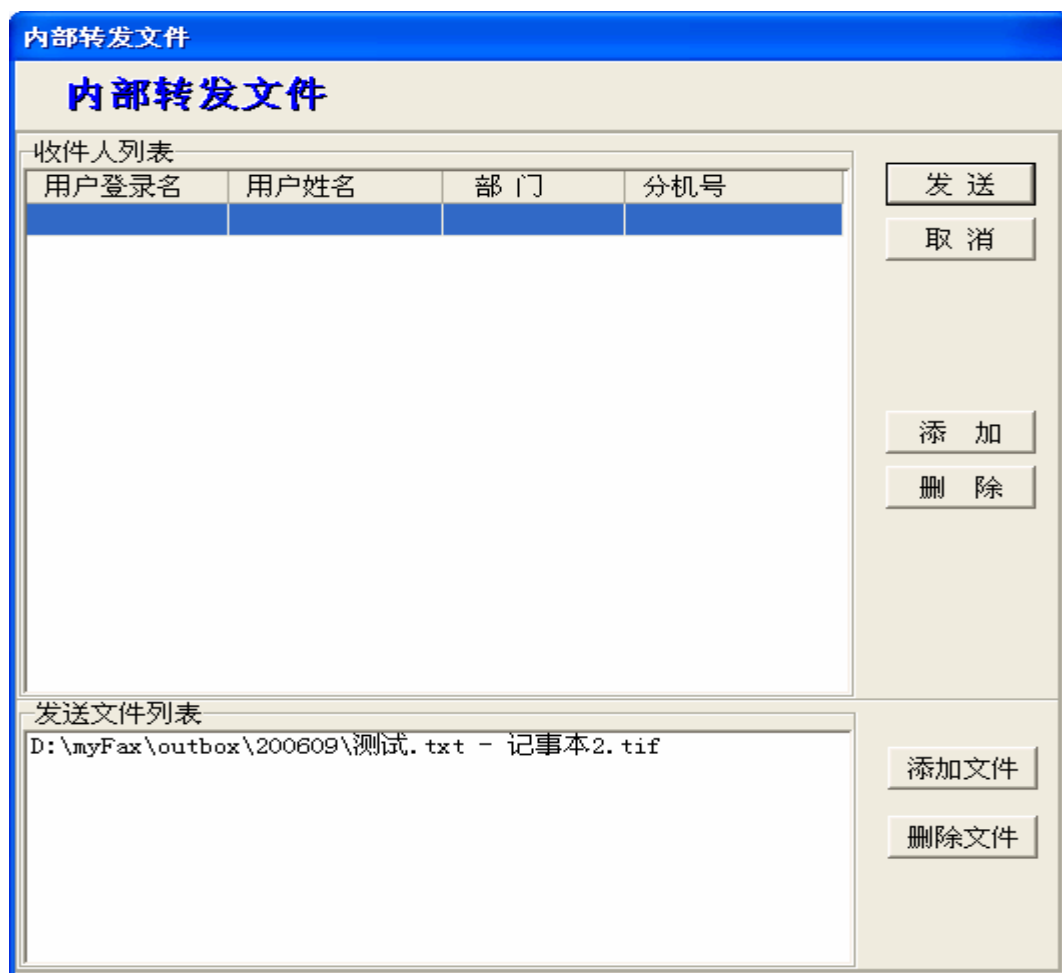 内部转发文件
内部转发文件
收件人列表
用户登录名 用户姓名 部 门 分机号
发 送
取 消
添 加
删 除
发送文件列表
D:\myFax\outbox\200609\测试.txt - 记事本2.tif
添加文件
删除文件